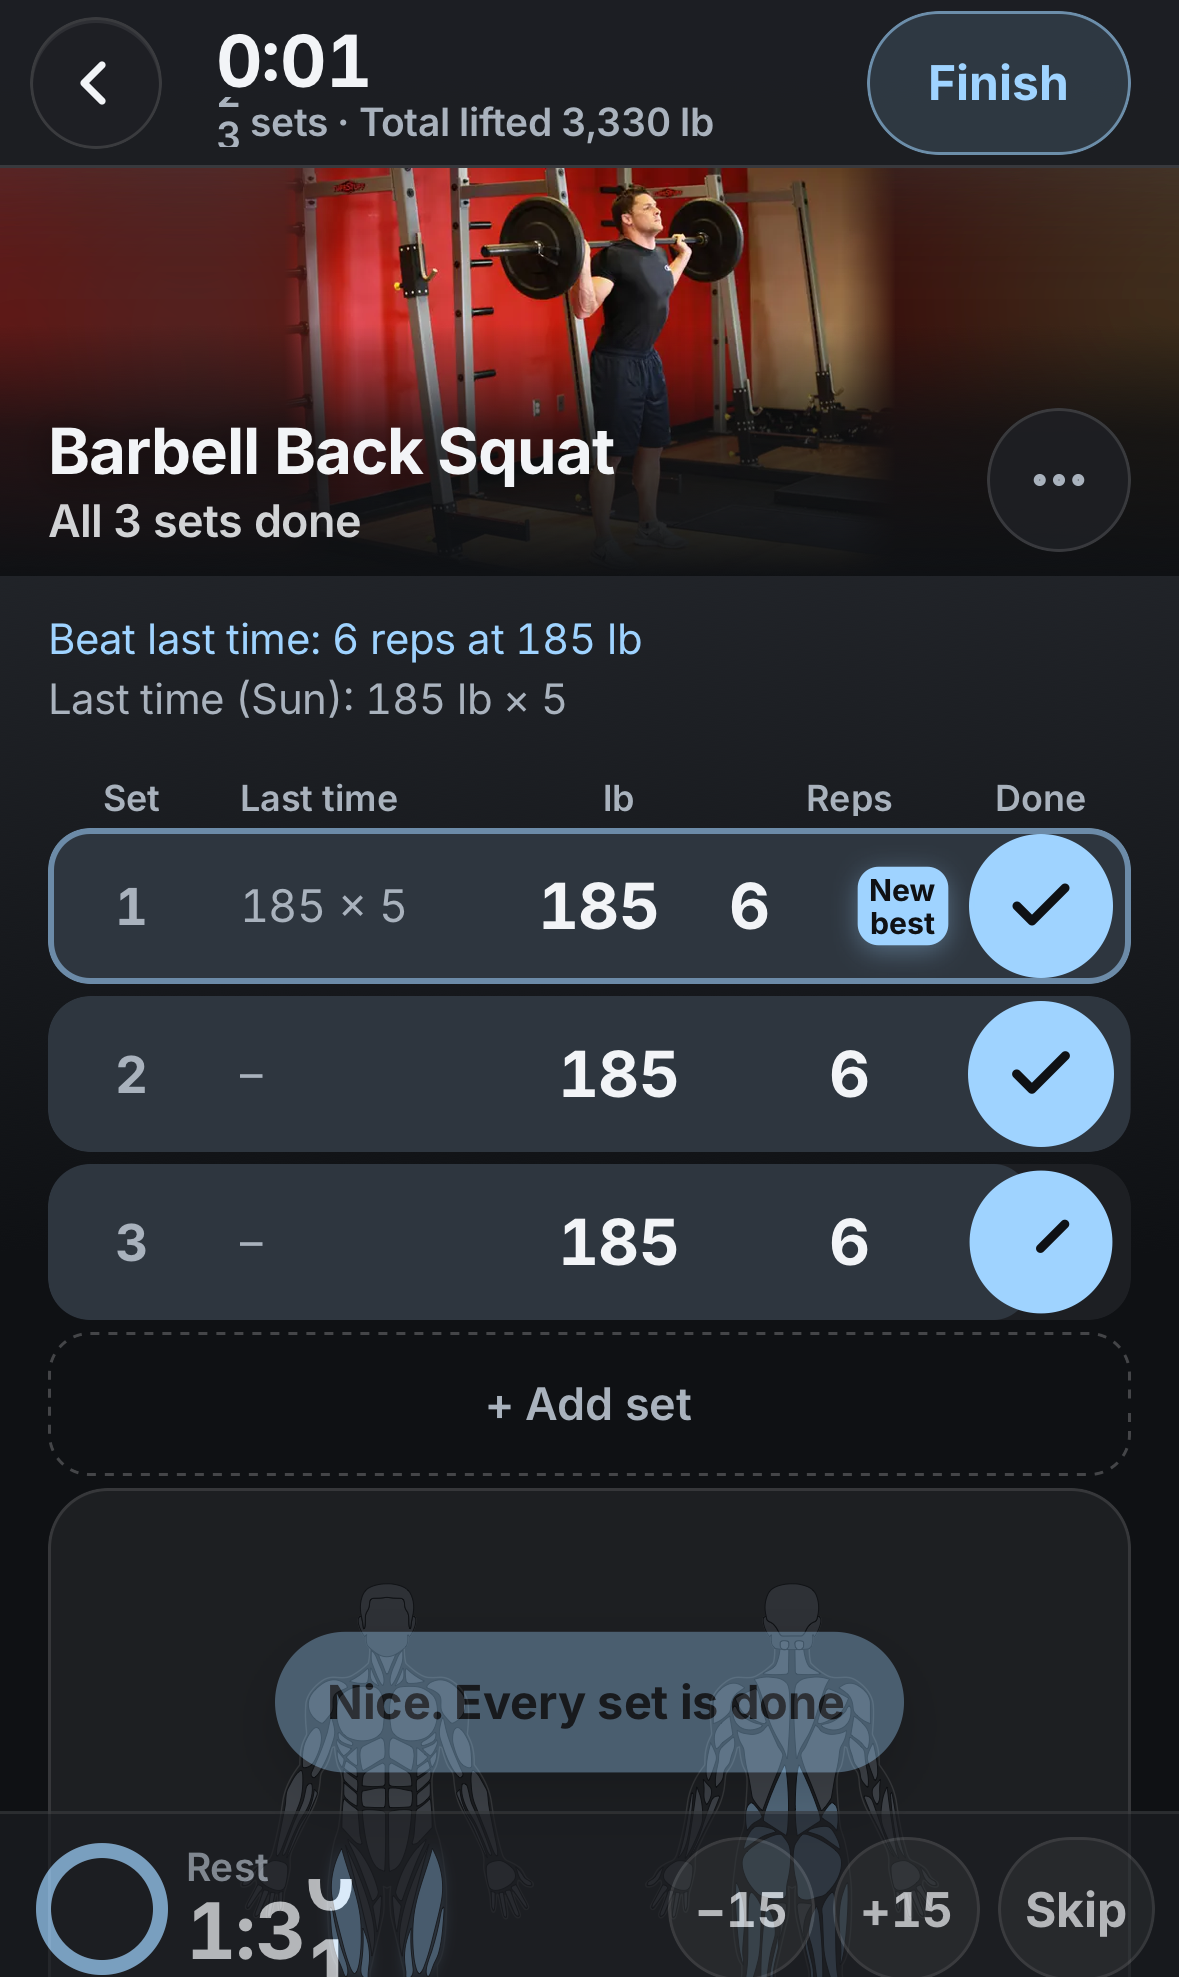 0:01
3 sets · Total lifted 3,330 lb
Finish
Barbell Back Squat
All 3 sets done
Beat last time: 6 reps at 185 lb
Last time (Sun): 185 lb × 5
Set Last time lb Reps Done
1 185 × 5 185 6 New best
2 – 185 6
3 – 185 6
+ Add set
Nice. Every set is done
Rest
1:3
−15 +15 Skip